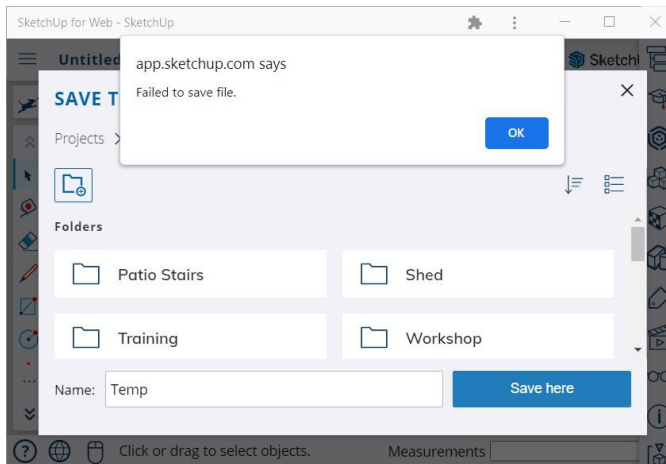 SketchUp for Web - SketchUp
Untitled
Sketch
app.sketchup.com says
Failed to save file.
OK
SAVE T
Projects >
Folders
Patio Stairs
Shed
Training
Workshop
Name: Temp
Save here
Click or drag to select objects.
Measurements